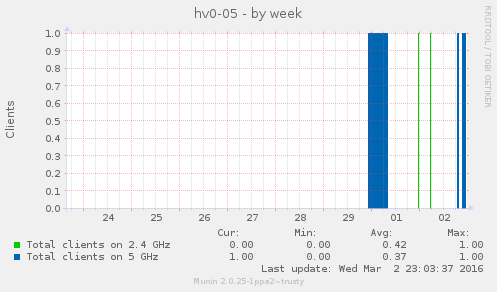 hv0-05 - by week
RRDTOOL / TOBI OETIKER
Clients
1.0
0.9
0.8
0.7
0.6
0.5
0.4
0.3
0.2
0.1
0.0
24 25 26 27 28 29 01 02
Cur: Min: Avg: Max:
Total clients on 2.4 GHz 0.00 0.00 0.42 1.00
Total clients on 5 GHz 1.00 0.00 0.37 1.00
Last update: Wed Mar 2 23:03:37 2016
Munin 2.0.25-1ppa2~trusty